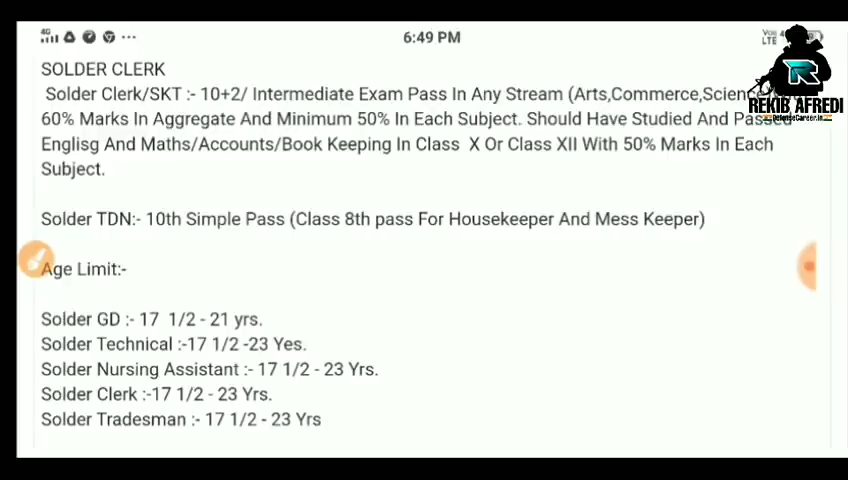 4G
6:49 PM
LTE
SOLDER CLERK
Solder Clerk/SKT :- 10+2/ Intermediate Exam Pass In Any Stream (Arts,Commerce,Science
60% Marks In Aggregate And Minimum 50% In Each Subject. Should Have Studied And Passed
Englisg And Maths/Accounts/Book Keeping In Class X Or Class XII With 50% Marks In Each
Subject.
REKIB AFREDI
DefenseCareer.in
Solder TDN:- 10th Simple Pass (Class 8th pass For Housekeeper And Mess Keeper)
Age Limit:-
Solder GD :- 17 1/2 - 21 yrs.
Solder Technical :-17 1/2 -23 Yes.
Solder Nursing Assistant :- 17 1/2 - 23 Yrs.
Solder Clerk :-17 1/2 - 23 Yrs.
Solder Tradesman :- 17 1/2 - 23 Yrs